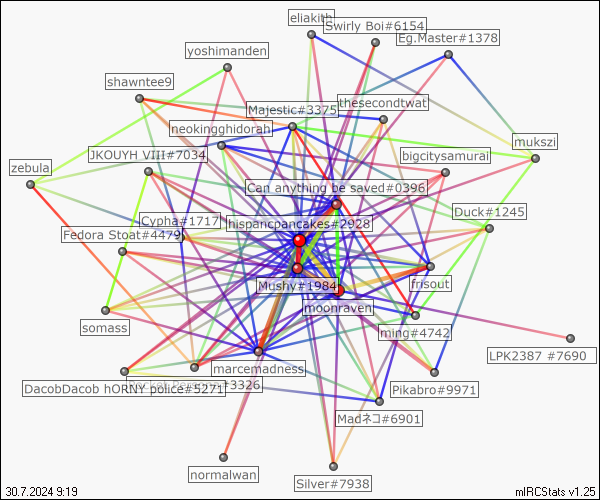 eliakith
Swirly Boi#6154
Eg.Master#1378
yoshimanden
shawntee9
Majestic#3375
thesecondtwat
neokingghidorah
mukszi
JKOUYH VIII#7034
bigcitysamurai
zebula
Can anything be saved#0396
Duck#1245
Cypha#1717
hispancpancakes#2928
Fedora Stoat#4479
Mushy#1984
frisout
moonraven
somass
ming#4742
LPK2387 #7690
marcemadness
DacobDacob hORNY police#5271
#3326
Pikabro#9971
Madネコ#6901
normalwan
Silver#7938
30.7.2024 9:19
mIRCStats v1.25